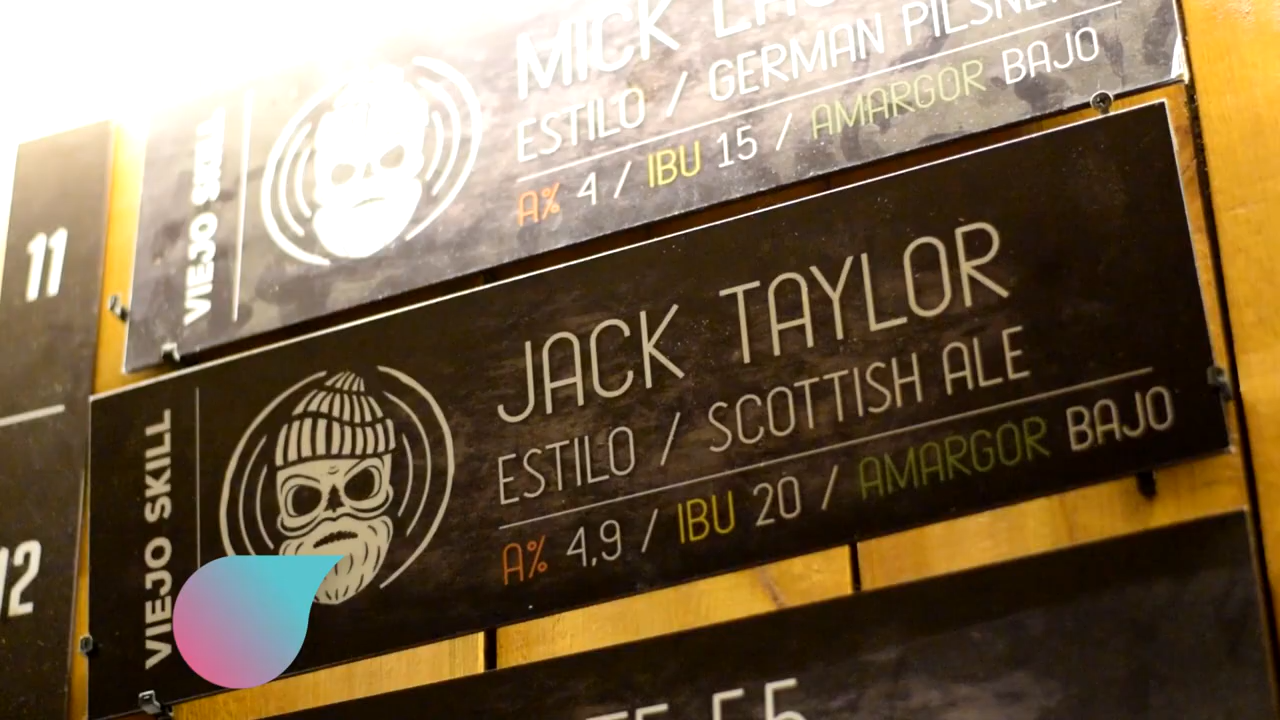 11
VIEJO SKILL
MICK
ESTILO / GERMAN PILSNER
A% 4 / IBU 15 / AMARGOR BAJO
12
VIEJO SKILL
JACK TAYLOR
ESTILO / SCOTTISH ALE
A% 4,9 / IBU 20 / AMARGOR BAJO